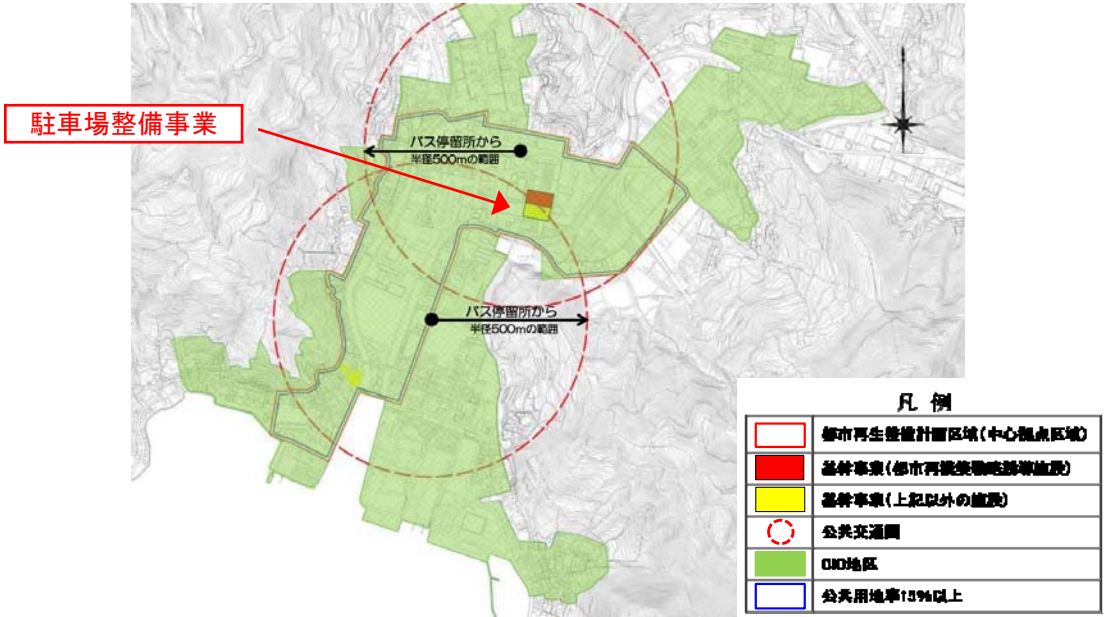 駐車場整備事業
バス停留所から
半径500mの範囲
バス停留所から
半径500mの範囲
凡 例
都市再生整備計画区域(中心拠点区域)
基幹事業(都市再構築戦略誘導施設)
基幹事業(上記以外の施設)
公共交通圏
DID地区
公共用地率15%以上